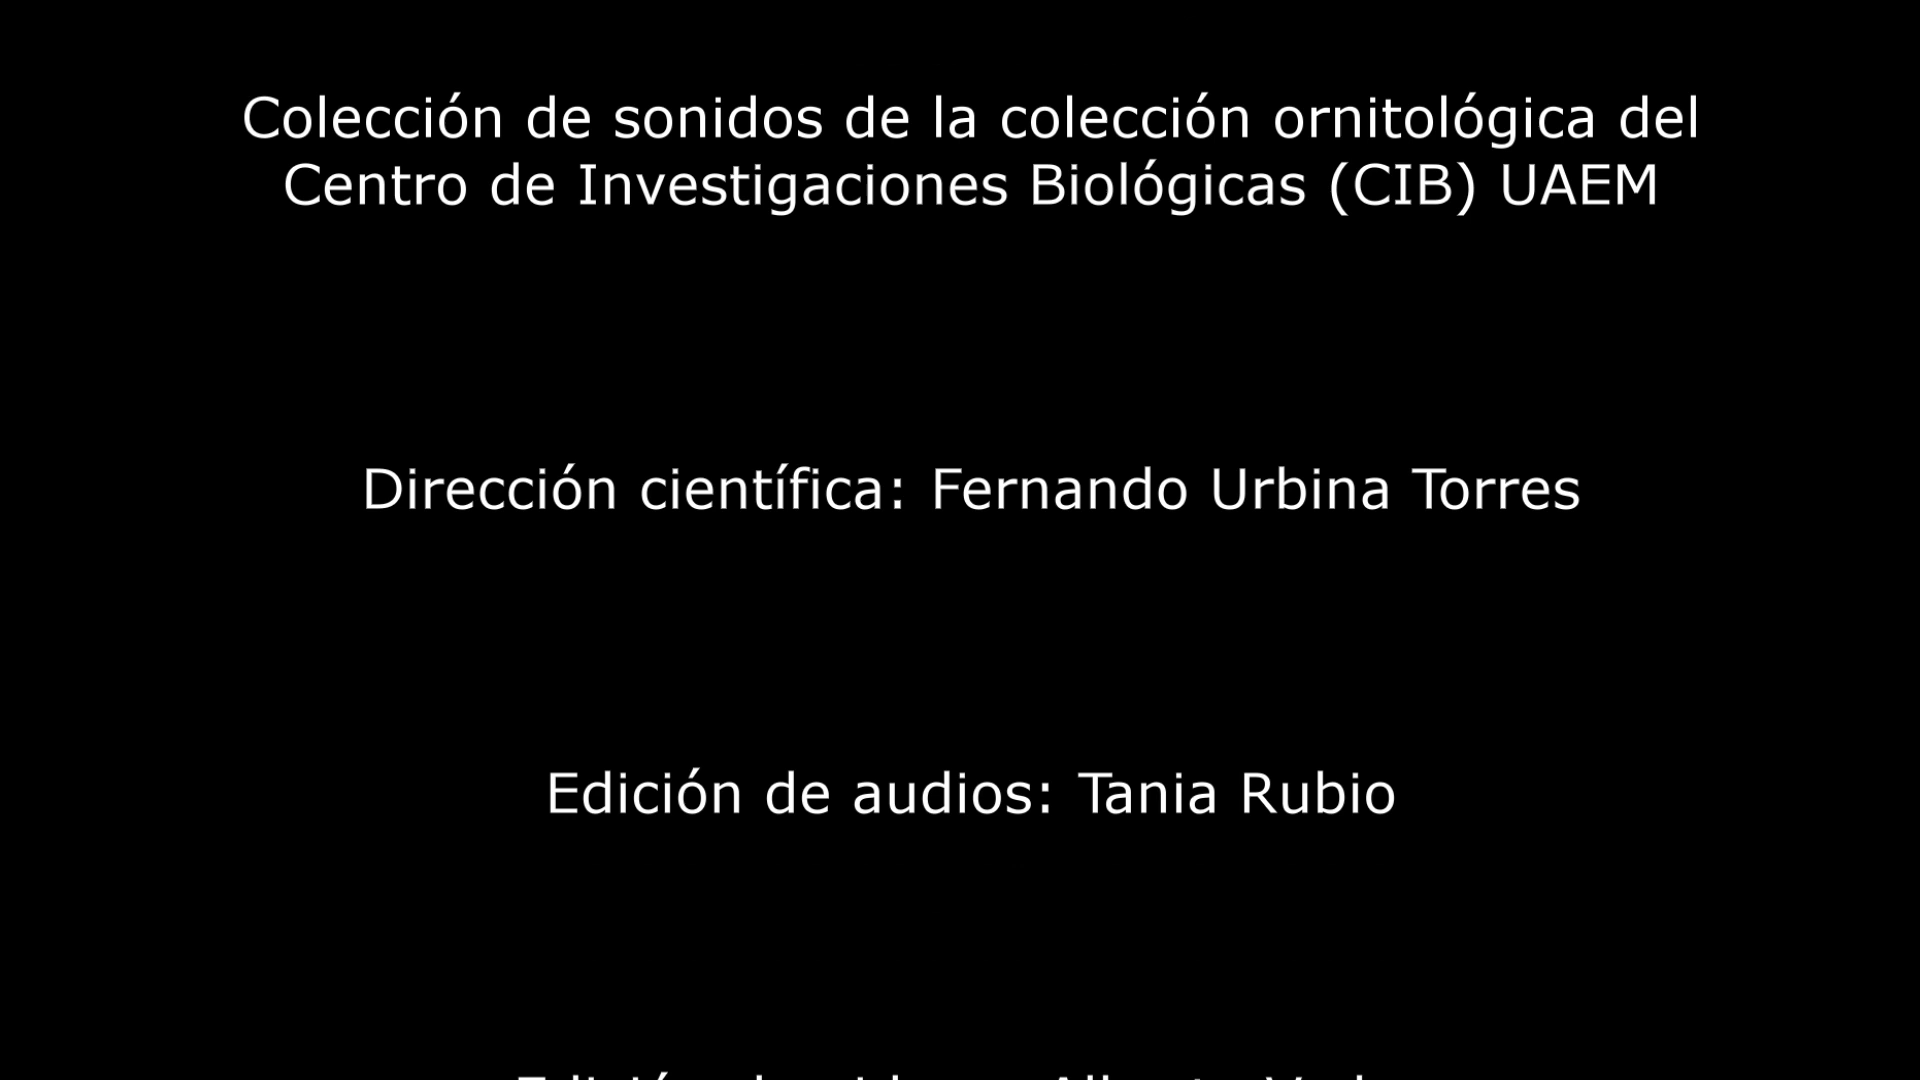 Colección de sonidos de la colección ornitológica del
Centro de Investigaciones Biológicas (CIB) UAEM
Dirección científica: Fernando Urbina Torres
Edición de audios: Tania Rubio